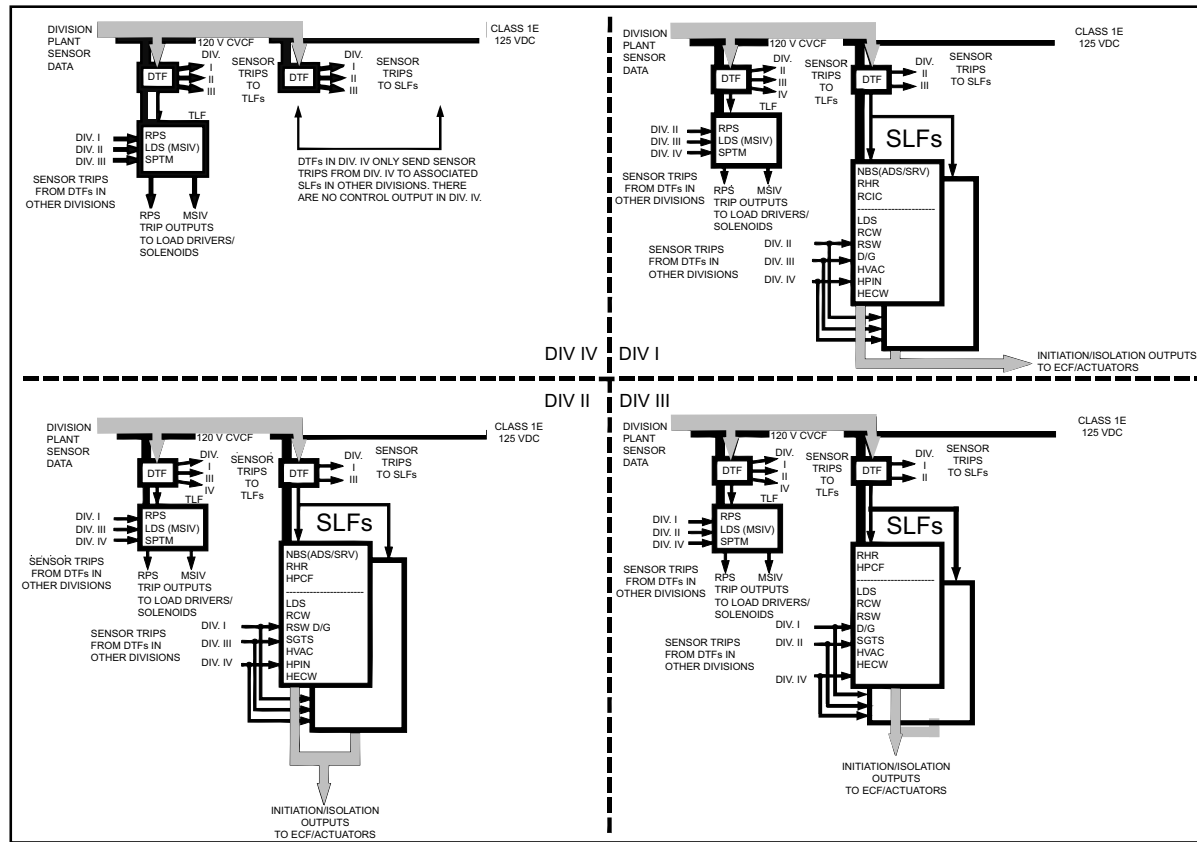 DIVISION
PLANT
SENSOR
DATA
120 V CVCF
CLASS 1E
125 VDC
DTF
DIV.
I
II
III
SENSOR
TRIPS
TO
TLFs
DTF
DIV.
I
II
III
SENSOR
TRIPS
TO SLFs
TLF
DIV. I
DIV. II
DIV. III
RPS
LDS (MSIV)
SPTM
SENSOR TRIPS
FROM DTFs IN
OTHER DIVISIONS
RPS MSIV
TRIP OUTPUTS
TO LOAD DRIVERS/
SOLENOIDS
DTFs IN DIV. IV ONLY SEND SENSOR
TRIPS FROM DIV. IV TO ASSOCIATED
SLFs IN OTHER DIVISIONS. THERE
ARE NO CONTROL OUTPUT IN DIV. IV.
DIV IV
DIVISION
PLANT
SENSOR
DATA
120 V CVCF
CLASS 1E
125 VDC
DTF
DIV.
II
III
IV
SENSOR
TRIPS
TO
TLFs
DTF
DIV.
II
III
SENSOR
TRIPS
TO SLFs
TLF
DIV. II
DIV. III
DIV. IV
RPS
LDS (MSIV)
SPTM
SENSOR TRIPS
FROM DTFs IN
OTHER DIVISIONS
RPS MSIV
TRIP OUTPUTS
TO LOAD DRIVERS/
SOLENOIDS
SLFs
NBS(ADS/SRV)
RHR
RCIC
LDS
RCW
RSW
D/G
HVAC
HPIN
HECW
SENSOR TRIPS
FROM DTFs IN
OTHER DIVISIONS
DIV. II
DIV. III
DIV. IV
INITIATION/ISOLATION OUTPUTS
TO ECF/ACTUATORS
DIV I
DIV II
DIVISION
PLANT
SENSOR
DATA
120 V CVCF
CLASS 1E
125 VDC
DTF
DIV.
I
III
IV
SENSOR
TRIPS
TO
TLFs
DTF
DIV.
I
III
SENSOR
TRIPS
TO SLFs
TLF
DIV. I
DIV. III
DIV. IV
RPS
LDS (MSIV)
SPTM
SENSOR TRIPS
FROM DTFs IN
OTHER DIVISIONS
RPS MSIV
TRIP OUTPUTS
TO LOAD DRIVERS/
SOLENOIDS
SLFs
NBS(ADS/SRV)
RHR
HPCF
LDS
RCW
RSW D/G
SGTS
HVAC
HPIN
HECW
SENSOR TRIPS
FROM DTFs IN
OTHER DIVISIONS
DIV. I
DIV. III
DIV. IV
INITIATION/ISOLATION
OUTPUTS
TO ECF/ACTUATORS
DIV III
DIVISION
PLANT
SENSOR
DATA
120 V CVCF
CLASS 1E
125 VDC
DTF
DIV.
I
II
IV
SENSOR
TRIPS
TO
TLFs
DTF
DIV.
I
II
SENSOR
TRIPS
TO SLFs
TLF
DIV. I
DIV. II
DIV. IV
RPS
LDS (MSIV)
SPTM
SENSOR TRIPS
FROM DTFs IN
OTHER DIVISIONS
RPS MSIV
TRIP OUTPUTS
TO LOAD DRIVERS/
SOLENOIDS
SLFs
RHR
HPCF
LDS
RCW
RSW
D/G
SGTS
HVAC
HECW
SENSOR TRIPS
FROM DTFs IN
OTHER DIVISIONS
DIV. I
DIV. II
DIV. IV
INITIATION/ISOLATION
OUTPUTS
TO ECF/ACTUATORS